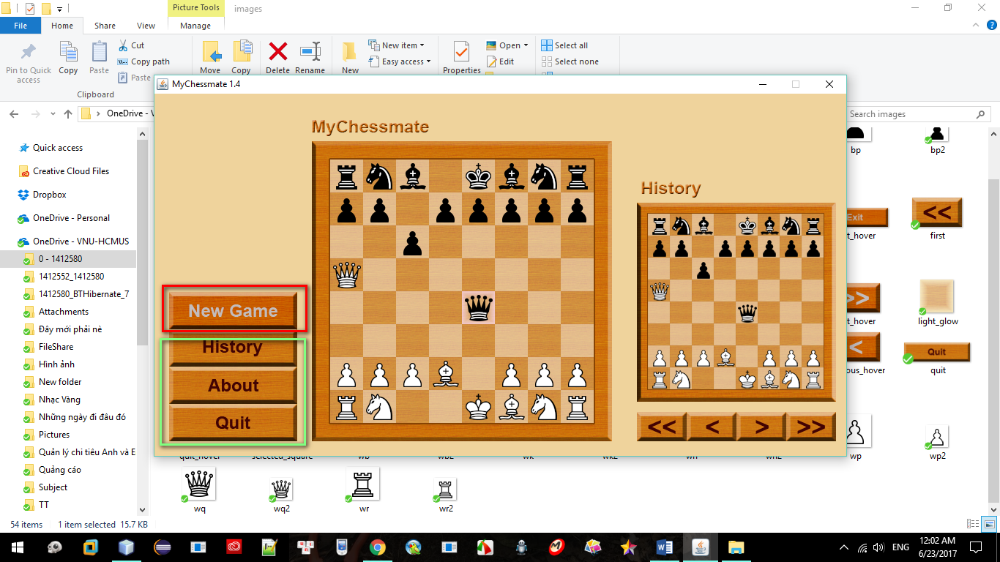 Picture Tools
images
File
Home
Share
View
Manage
Pin to Quick access
Copy
Paste
Cut
Copy path
Paste
Clipboard
Move
Copy
Delete
Rename
New
New item
Easy access
Properties
Open
Edit
Select all
Select none
OneDrive - V
Search images
MyChessmate 1.4
MyChessmate
History
New Game
History
About
Quit
<<
<
>
>>
Quick access
Creative Cloud Files
Dropbox
OneDrive - Personal
OneDrive - VNU-HCMUS
0 - 1412580
1412552_1412580
1412580_BTHibernate_7
Attachments
Đây mới phải nè
FileShare
Hình ảnh
New folder
Nhạc Vàng
Những ngày đi đâu đó
Pictures
Quản lý chi tiêu Anh và E
Quảng cáo
Subject
TT
bp
bp2
Exit
<<
t_hover
first
>>
t_hover
light_glow
<
Quit
ous_hover
quit
quit_hover
selected_square
wb
wb2
wk
wk2
wn
wn2
wp
wp2
wq
wq2
wr
wr2
54 items
1 item selected
15.7 KB
ENG
12:02 AM
6/23/2017